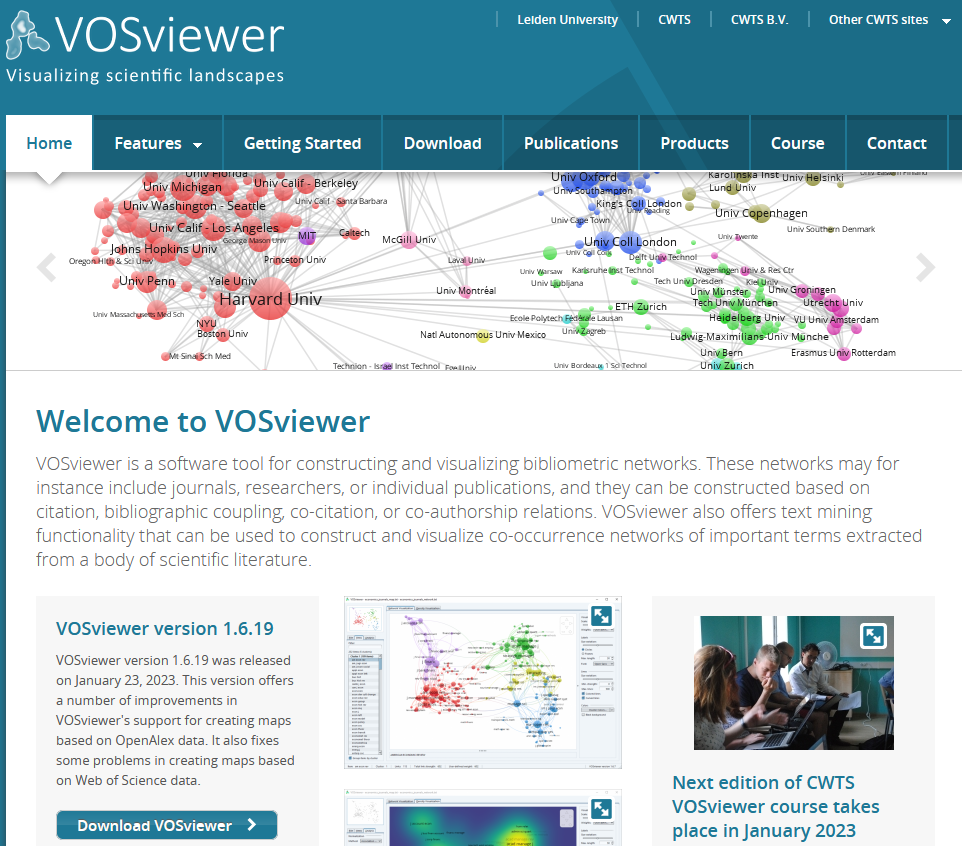 VOSviewer
Visualizing scientific landscapes
Leiden University
CWTS
CWTS B.V.
Other CWTS sites
Home
Features
Getting Started
Download
Publications
Products
Course
Contact
Univ Florida
Univ Michigan
Univ Calif - Berkeley
Univ Calif - Santa Barbara
Univ Washington - Seattle
Univ Calif - Los Angeles
George Mason Univ
MIT
Caltech
McGill Univ
Johns Hopkins Univ
Oregon Hlth & Sci Univ
Princeton Univ
Laval Univ
Univ Penn
Yale Univ
Harvard Univ
Univ Montréal
Univ Massachusetts Med Sch
NYU
Boston Univ
Natl Autonomous Univ Mexico
Mt Sinai Sch Med
Technion - Israel Inst Technol
Univ Oxford
Univ Southampton
King's Coll London
Univ Reading
Univ Cape Town
Univ Coll London
Univ Coll Cork
Delft Univ Technol
Univ Twente
Karolinska Inst
Univ Helsinki
Lund Univ
Univ Copenhagen
Univ Southern Denmark
Univ Warsaw
Karlsruhe Inst Technol
Wageningen Univ & Res Ctr
Univ Ljubljana
Tech Univ Dresden
Kiel Univ
Univ Münster
Univ Groningen
ETH Zurich
Tech Univ München
Utrecht Univ
Ecole Polytech Federale Lausan
Heidelberg Univ
VU Univ Amsterdam
Univ Zagreb
Ludwig-Maximilians-Univ Münche
Univ Bern
Erasmus Univ Rotterdam
Univ Bordeaux 1 Sci Technol
Univ Zurich
Welcome to VOSviewer
VOSviewer is a software tool for constructing and visualizing bibliometric networks. These networks may for
instance include journals, researchers, or individual publications, and they can be constructed based on
citation, bibliographic coupling, co-citation, or co-authorship relations. VOSviewer also offers text mining
functionality that can be used to construct and visualize co-occurrence networks of important terms extracted
from a body of scientific literature.
VOSviewer version 1.6.19
VOSviewer version 1.6.19 was released
on January 23, 2023. This version offers
a number of improvements in
VOSviewer's support for creating maps
based on OpenAlex data. It also fixes
some problems in creating maps based
on Web of Science data.
Download VOSviewer
Next edition of CWTS
VOSviewer course takes
place in January 2023